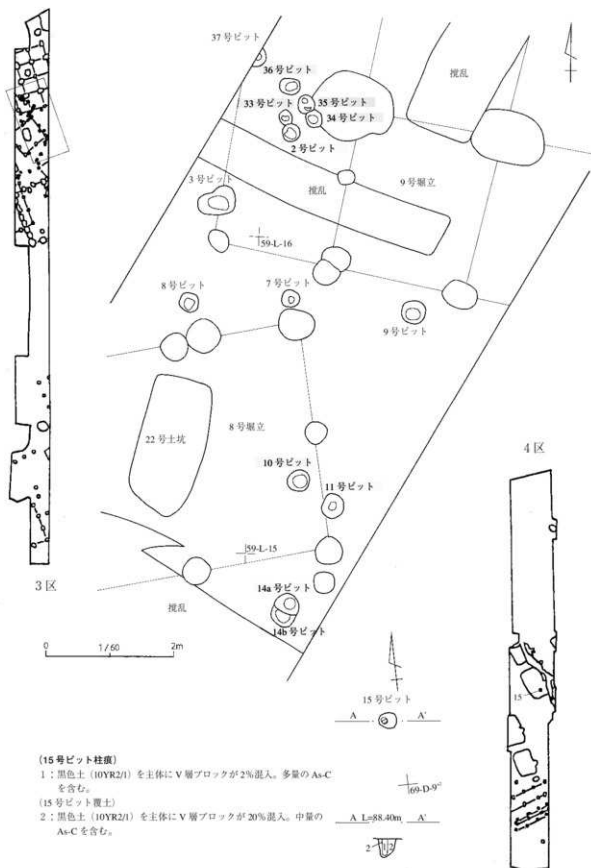 37号ピット
36号ピット
35号ピット
33号ピット
34号ピット
2号ピット
撹乱
3号ピット
撹乱
9号堀立
59-L-16
8号ピット
7号ピット
9号ピット
22号土坑
8号堀立
10号ピット
11号ピット
4区
59-L-15
3区
撹乱
14a号ピット
14b号ピット
0
1/60
2m
15号ピット
A
A'
15
69-D-9
(15号ピット柱痕)
1:黒色土(10YR2/1)を主体にV層ブロックが2%混入。多量のAs-C
を含む。
(15号ピット覆土)
2:黒色土(10YR2/1)を主体にV層ブロックが20%混入。中量の
As-Cを含む。
A L=88.40m A'
2
1
2